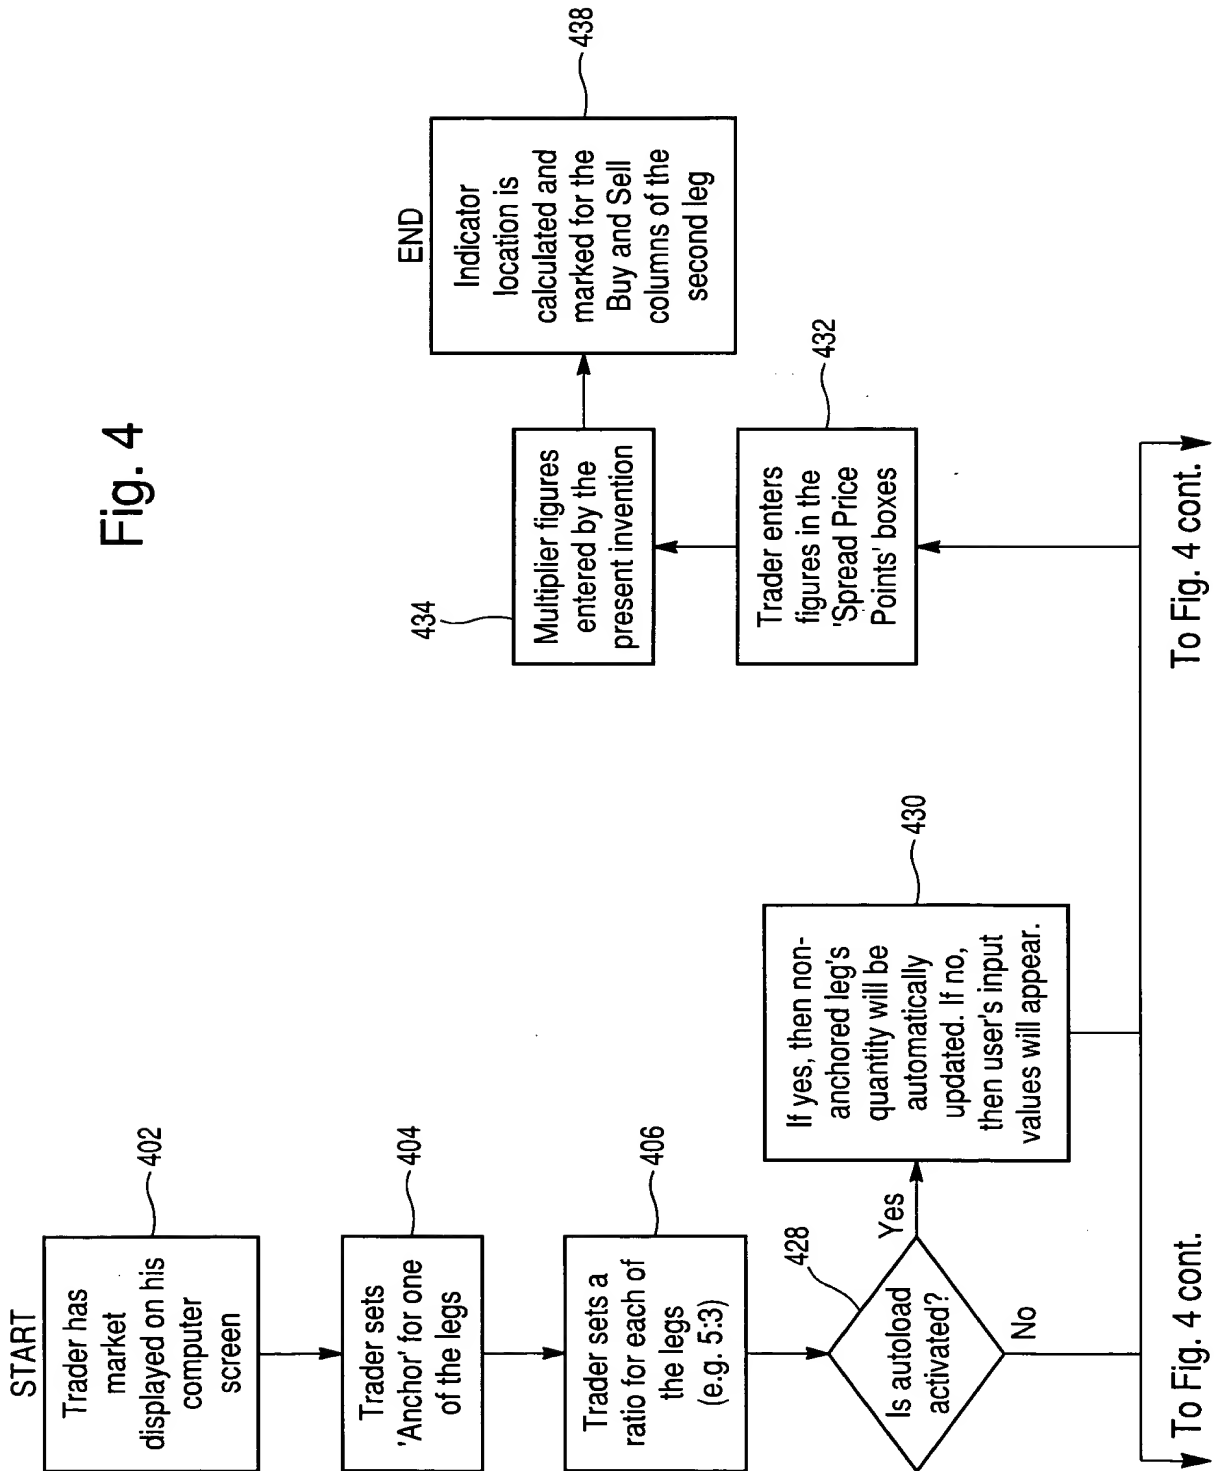 Fig. 4
START
Trader has
market
displayed on his
computer
screen
402
Trader sets
'Anchor' for one
of the legs
404
Trader sets a
ratio for each of
the legs
(e.g. 5:3)
406
Is autoload
activated?
428
Yes
No
If yes, then non-
anchored leg's
quantity will be
automatically
updated. If no,
then user's input
values will appear.
430
To Fig. 4 cont.
To Fig. 4 cont.
Trader enters
figures in the
'Spread Price
Points' boxes
432
Multiplier figures
entered by the
present invention
434
END
Indicator
location is
calculated and
marked for the
Buy and Sell
columns of the
second leg
438